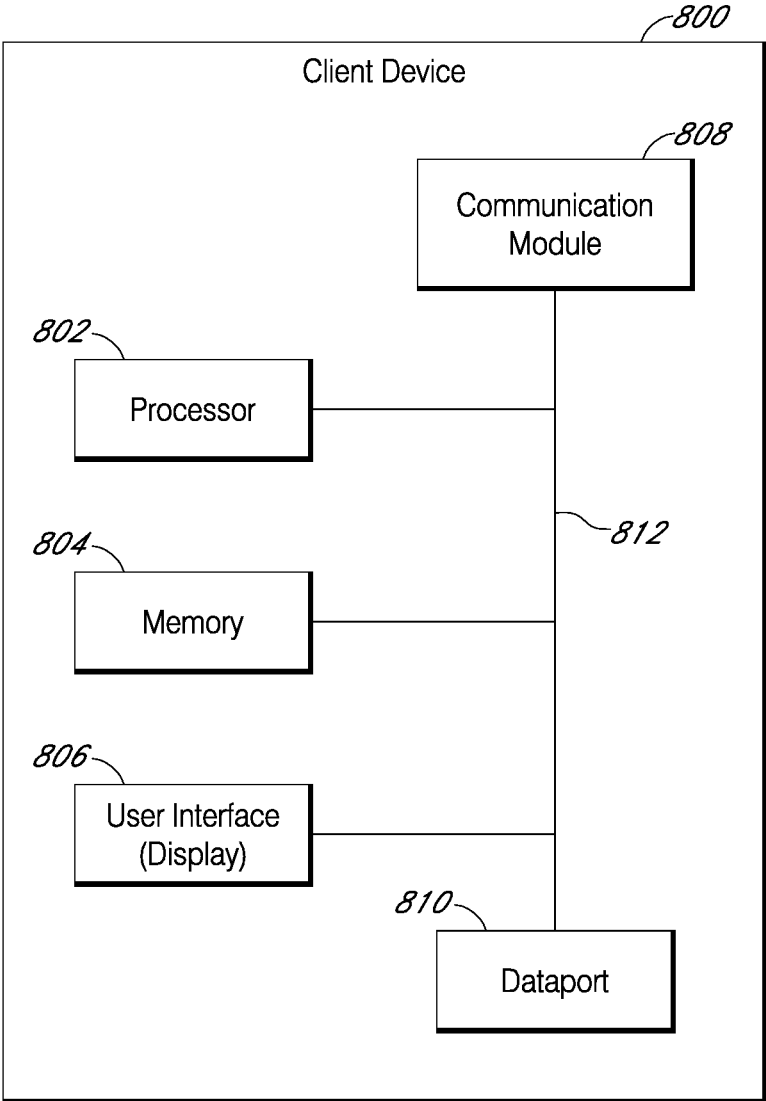 800
Client Device
808
Communication
Module
802
Processor
812
804
Memory
806
User Interface
(Display)
810
Dataport